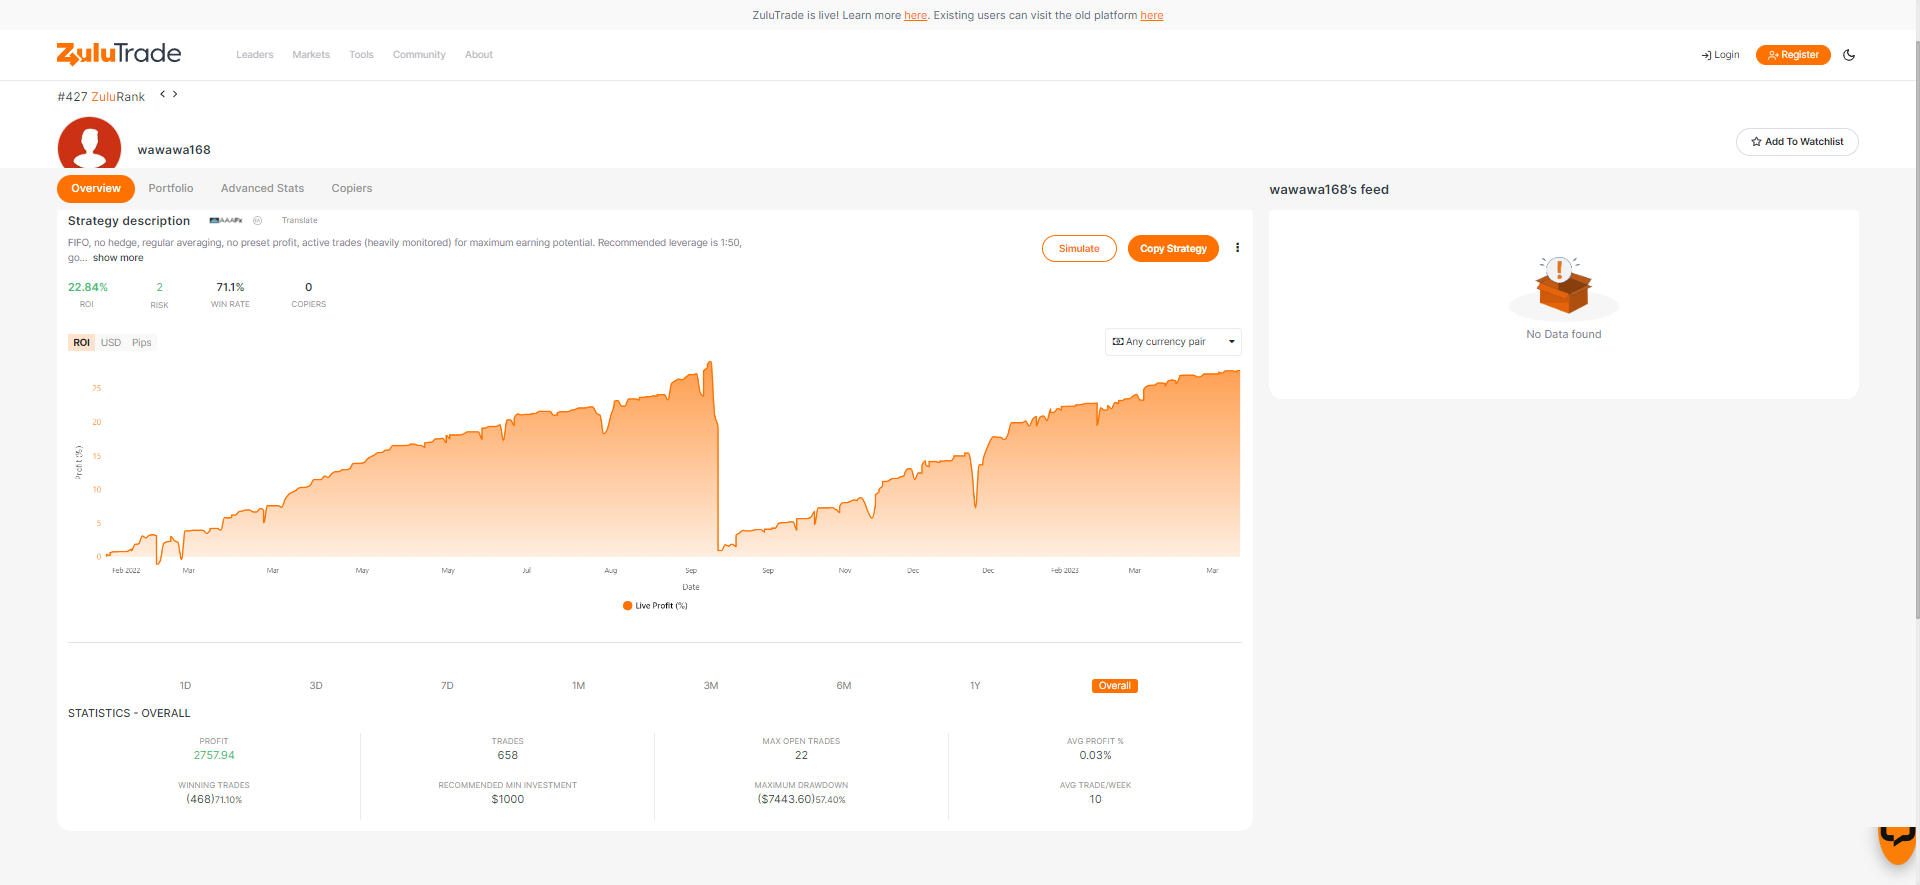 ZuluTrade is live! Learn more here. Existing users can visit the old platform here
ZuluTrade
Leaders Markets Tools Community About
Login
Register
#427 ZuluRank
wawawa168
Add To Watchlist
Overview Portfolio Advanced Stats Copiers
wawawa168's feed
Strategy description AAAFx Translate
FIFO, no hedge, regular averaging, no preset profit, active trades (heavily monitored) for maximum earning potential. Recommended leverage is 1:50,
go... show more
Simulate
Copy Strategy
22.84% 2 71.1% 0
ROI RISK WIN RATE COPIERS
No Data found
ROI USD Pips
Any currency pair
25
20
15
10
5
0
Profit (%)
Feb 2022 Mar Mar May May Jul Aug Sep Sep Nov Dec Dec Feb 2023 Mar Mar
Date
Live Profit (%)
1D 3D 7D 1M 3M 6M 1Y Overall
STATISTICS - OVERALL
PROFIT TRADES MAX OPEN TRADES AVG PROFIT %
2757.94 658 22 0.03%
WINNING TRADES RECOMMENDED MIN INVESTMENT MAXIMUM DRAWDOWN AVG TRADE/WEEK
(468)71.10% $1000 ($7443.60)57.40% 10